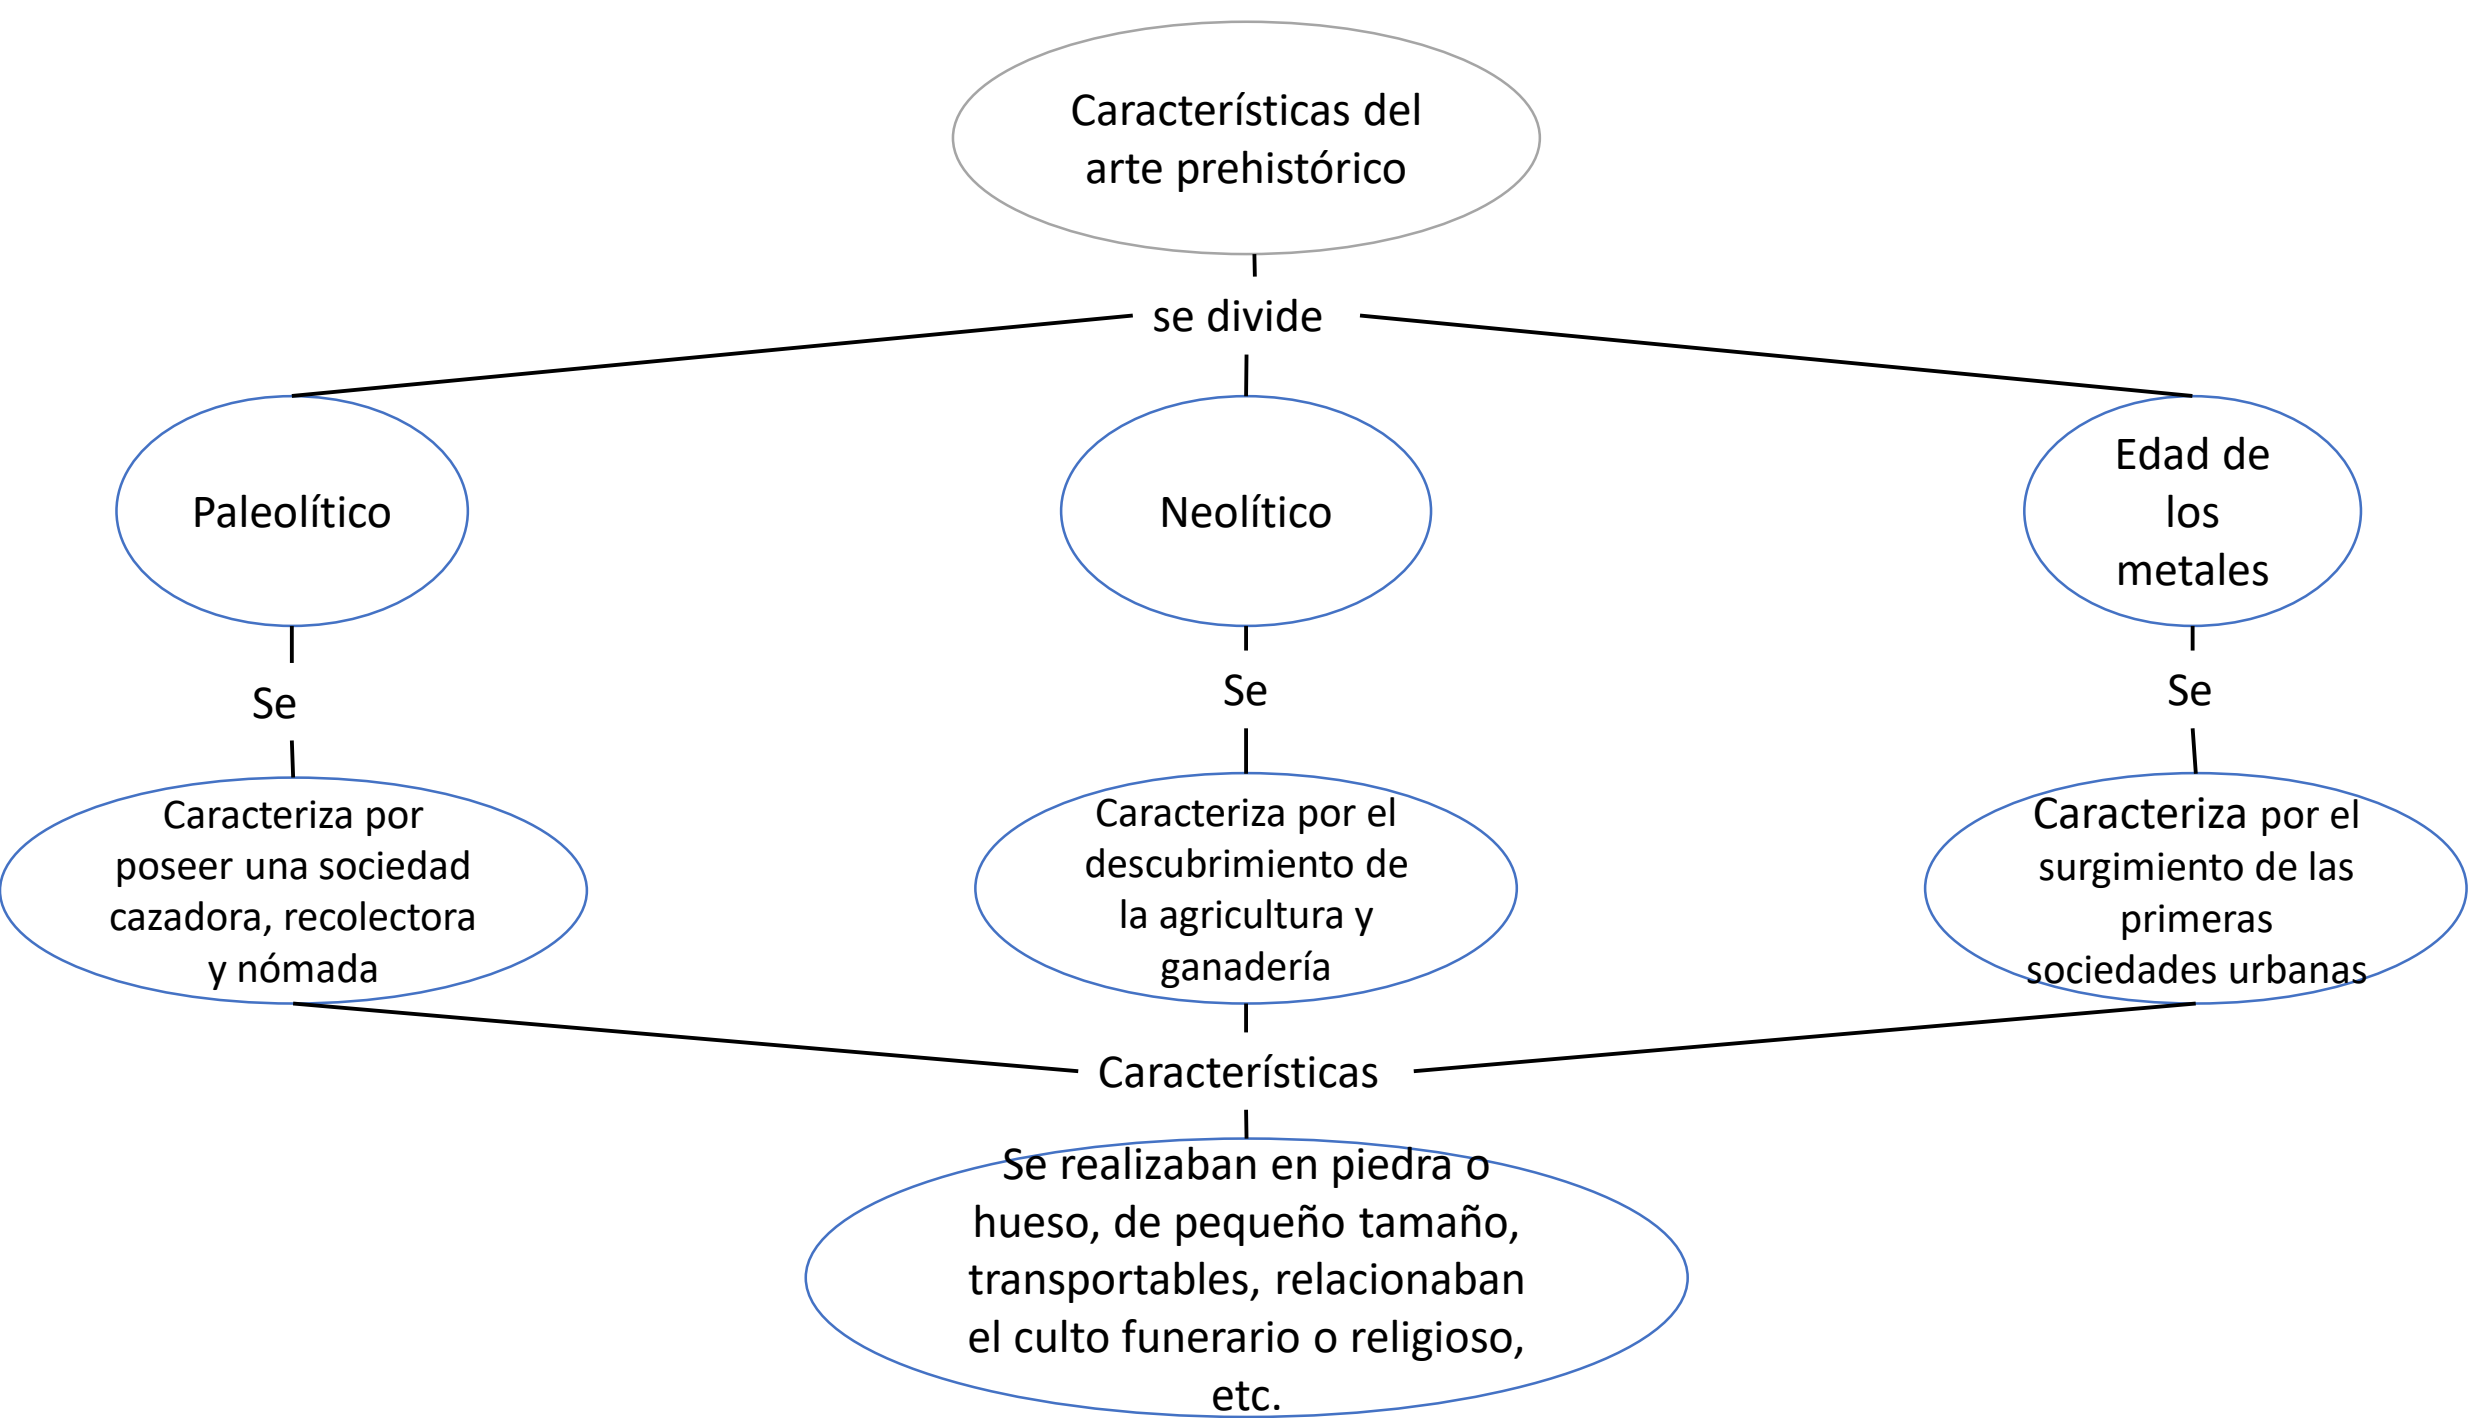 Características del
arte prehistórico
se divide
Paleolítico
Neolítico
Edad de
los
metales
Se
Se
Se
Caracteriza por
poseer una sociedad
cazadora, recolectora
y nómada
Caracteriza por el
descubrimiento de
la agricultura y
ganadería
Caracteriza por el
surgimiento de las
primeras
sociedades urbanas
Características
Se realizaban en piedra o
hueso, de pequeño tamaño,
transportables, relacionaban
el culto funerario o religioso,
etc.